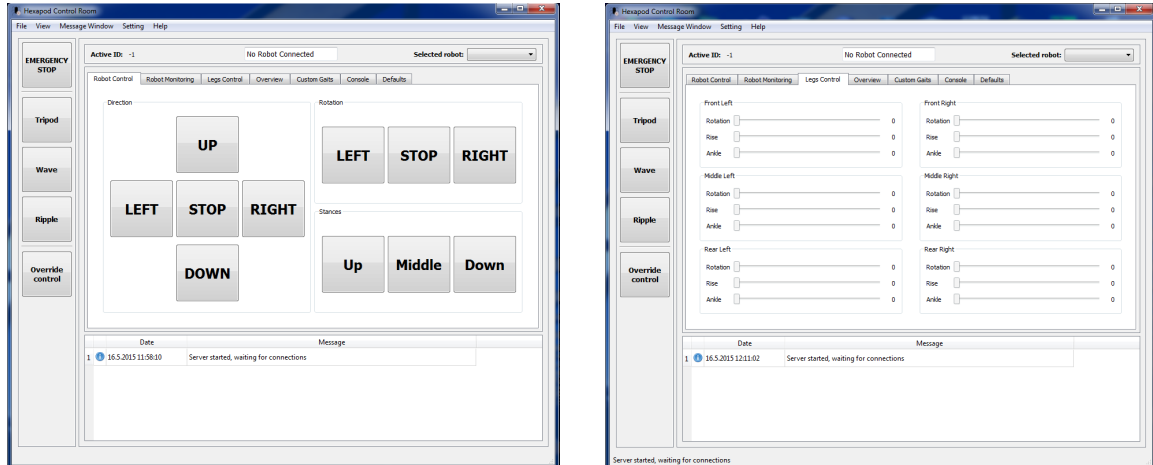 Hexapod Control Room
File View Message Window Setting Help
EMERGENCY
STOP
Tripod
Wave
Ripple
Override
control
Active ID: -1 No Robot Connected Selected robot:
Robot Control Robot Monitoring Legs Control Overview Custom Gaits Console Defaults
Direction
UP
LEFT STOP RIGHT
DOWN
Rotation
LEFT STOP RIGHT
Stances
Up Middle Down
Date Message
1 16.5.2015 11:58:10 Server started, waiting for connections
Hexapod Control Room
File View Message Window Setting Help
EMERGENCY
STOP
Tripod
Wave
Ripple
Override
control
Active ID: -1 No Robot Connected Selected robot:
Robot Control Robot Monitoring Legs Control Overview Custom Gaits Console Defaults
Front Left
Rotation 0
Rise 0
Ankle 0
Front Right
Rotation 0
Rise 0
Ankle 0
Middle Left
Rotation 0
Rise 0
Ankle 0
Middle Right
Rotation 0
Rise 0
Ankle 0
Rear Left
Rotation 0
Rise 0
Ankle 0
Rear Right
Rotation 0
Rise 0
Ankle 0
Date Message
1 16.5.2015 12:11:02 Server started, waiting for connections
Server started, waiting for connections